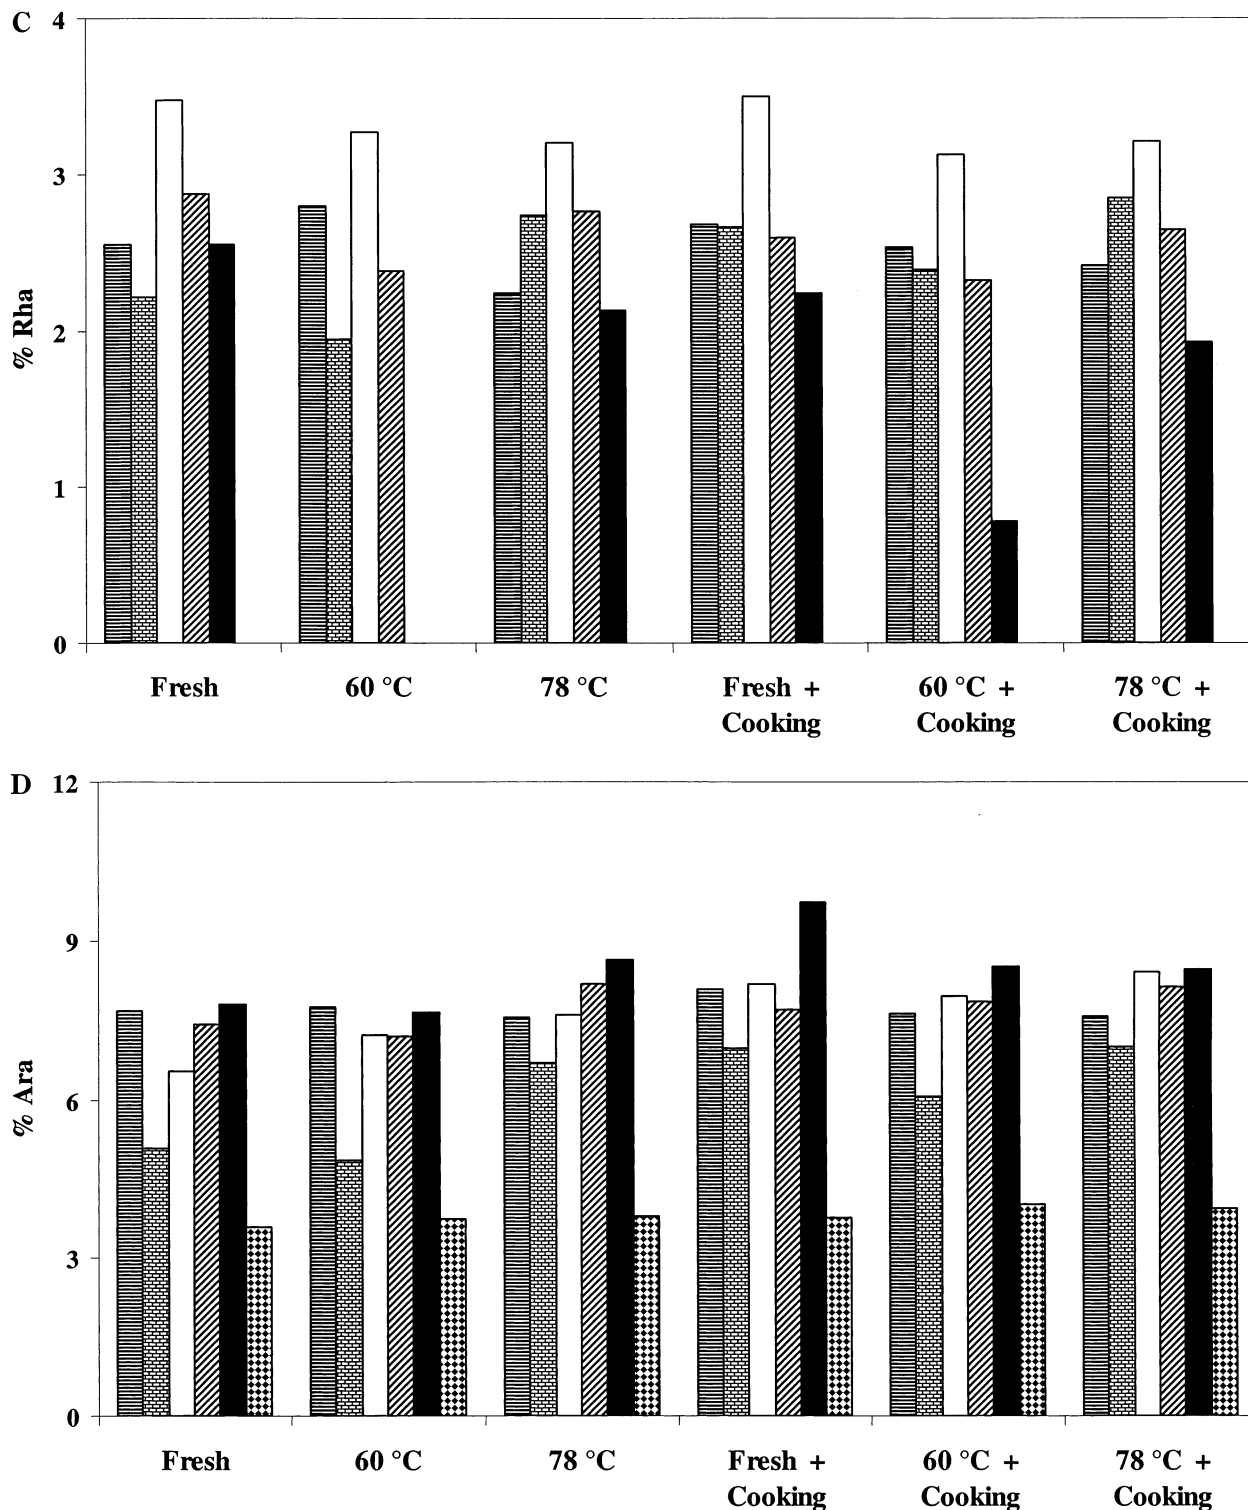 C
4
3
2
1
0
% Rha
Fresh
60 °C
78 °C
Fresh +
Cooking
60 °C +
Cooking
78 °C +
Cooking
D
12
9
6
3
0
% Ara
Fresh
60 °C
78 °C
Fresh +
Cooking
60 °C +
Cooking
78 °C +
Cooking